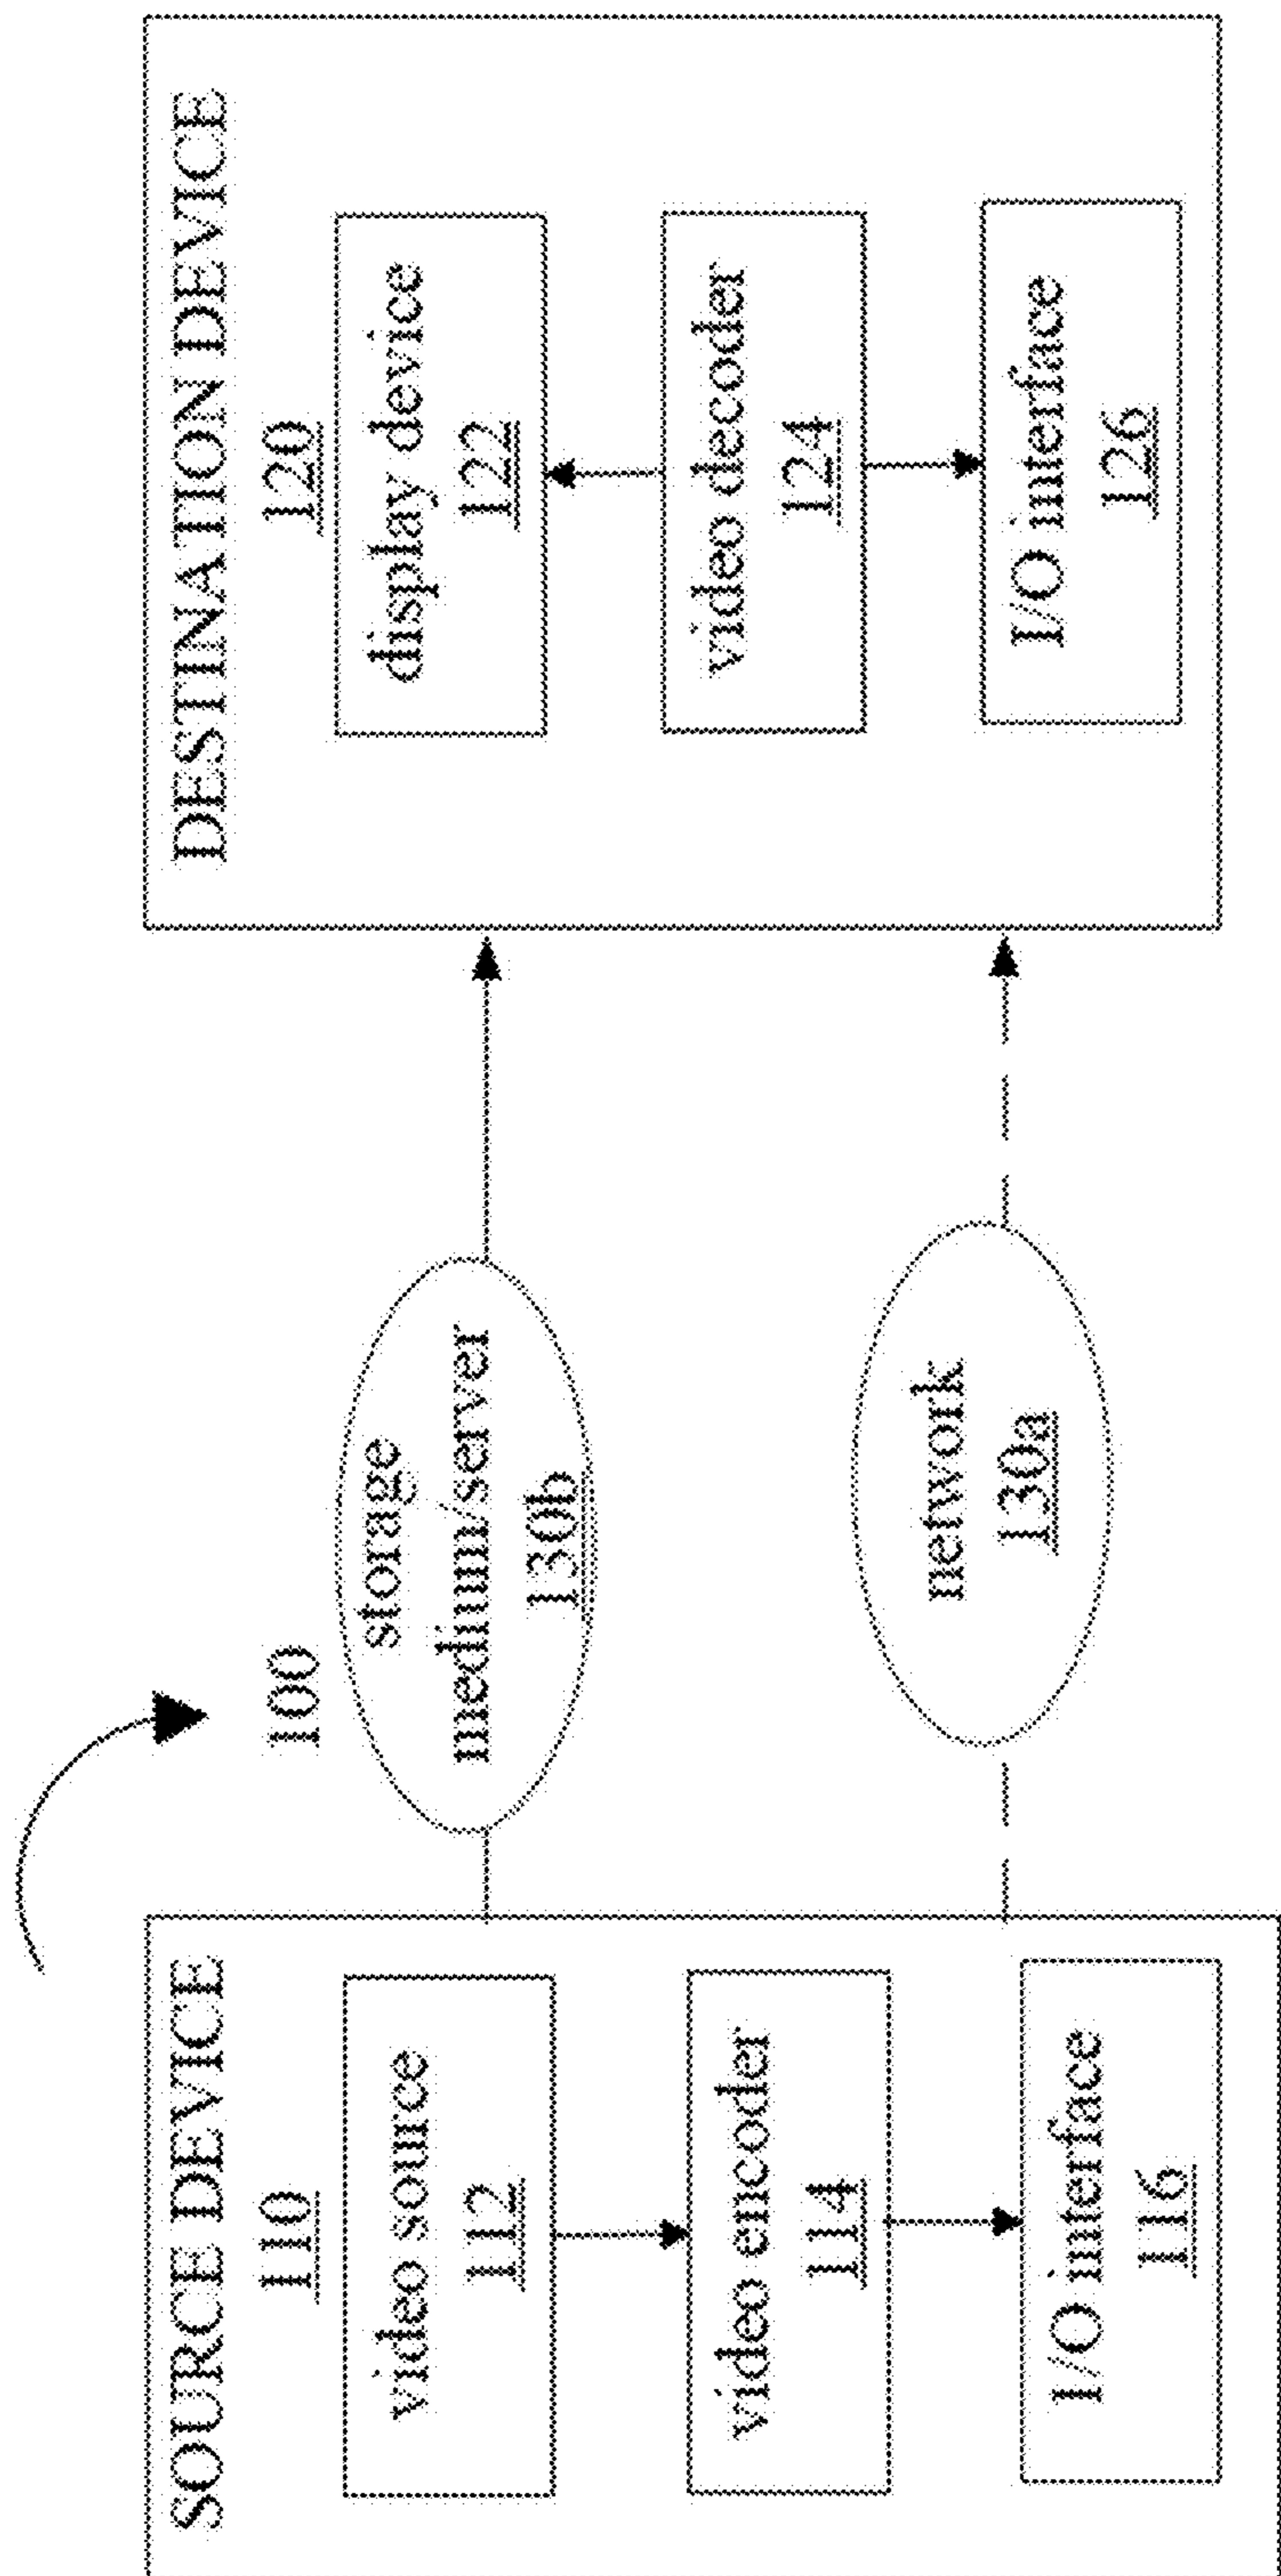 SOURCE DEVICE
110
video source
112
video encoder
114
I/O interface
116
100
storage
medium/server
130b
network
130a
DESTINATION DEVICE
120
display device
122
video decoder
124
I/O interface
126